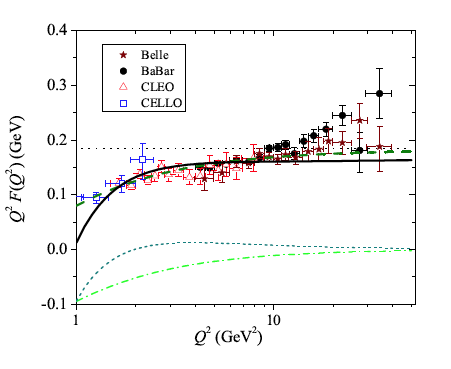 0.4
0.3
0.2
0.1
0.0
-0.1
Q² F(Q²) (GeV)
Belle
BaBar
CLEO
CELLO
1
10
Q² (GeV²)